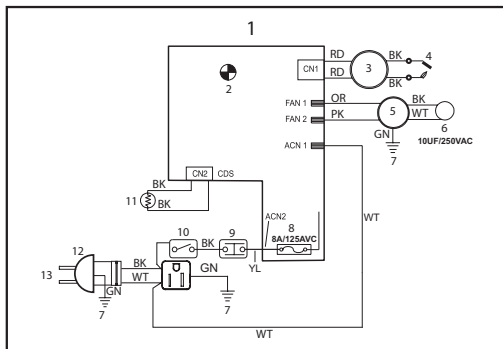 1
RD
BK
4
CN1
3
RD
BK
2
FAN 1
OR
5
BK
FAN 2
PK
WT
6
GN
10UF/250VAC
7
ACN 1
CN2
CDS
BK
11
BK
WT
ACN2
8
8A/125AVC
10
BK
9
YL
12
BK
GN
13
WT
GN
7
7
WT